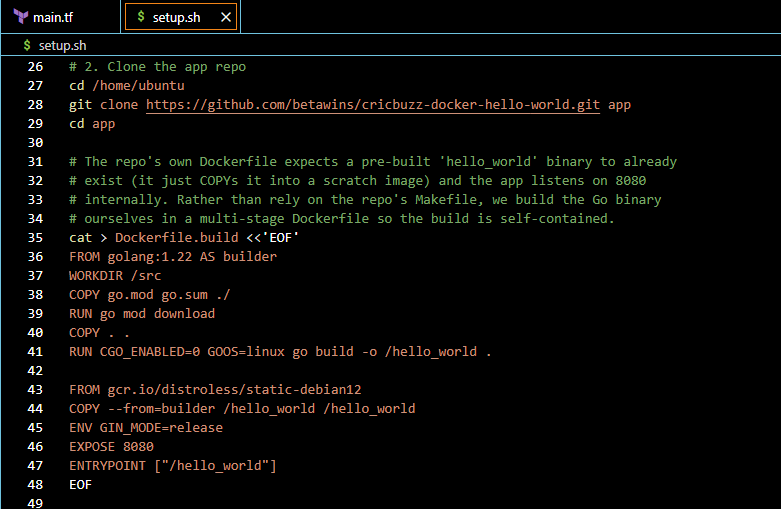 main.tf
$ setup.sh ×
$ setup.sh
26 # 2. Clone the app repo
27 cd /home/ubuntu
28 git clone https://github.com/betawins/cricbuzz-docker-hello-world.git app
29 cd app
30
31 # The repo's own Dockerfile expects a pre-built 'hello_world' binary to already
32 # exist (it just COPYs it into a scratch image) and the app listens on 8080
33 # internally. Rather than rely on the repo's Makefile, we build the Go binary
34 # ourselves in a multi-stage Dockerfile so the build is self-contained.
35 cat > Dockerfile.build <<'EOF'
36 FROM golang:1.22 AS builder
37 WORKDIR /src
38 COPY go.mod go.sum ./
39 RUN go mod download
40 COPY . .
41 RUN CGO_ENABLED=0 GOOS=linux go build -o /hello_world .
42
43 FROM gcr.io/distroless/static-debian12
44 COPY --from=builder /hello_world /hello_world
45 ENV GIN_MODE=release
46 EXPOSE 8080
47 ENTRYPOINT ["/hello_world"]
48 EOF
49